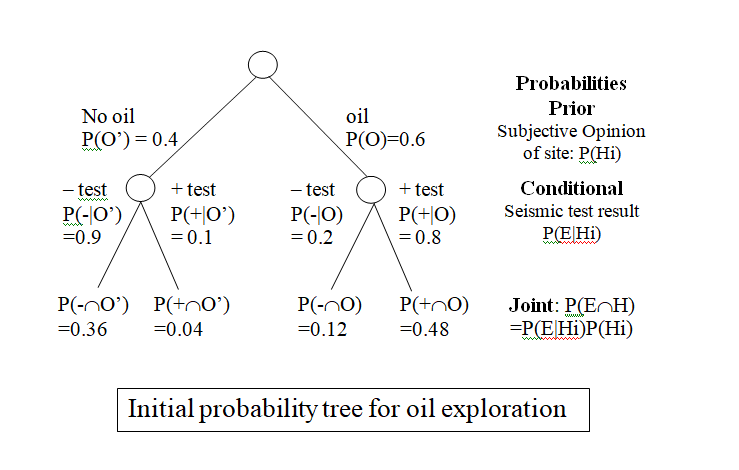 Probabilities
Prior
Subjective Opinion
of site: P(Hi)
No oil
P(O’) = 0.4
oil
P(O)=0.6
– test
P(-|O’)
=0.9
+ test
P(+|O’)
= 0.1
– test
P(-|O)
= 0.2
+ test
P(+|O)
= 0.8
Conditional
Seismic test result
P(E|Hi)
P(-∩O’)
=0.36
P(+∩O’)
=0.04
P(-∩O)
=0.12
P(+∩O)
=0.48
Joint: P(E∩H)
=P(E|Hi)P(Hi)
Initial probability tree for oil exploration